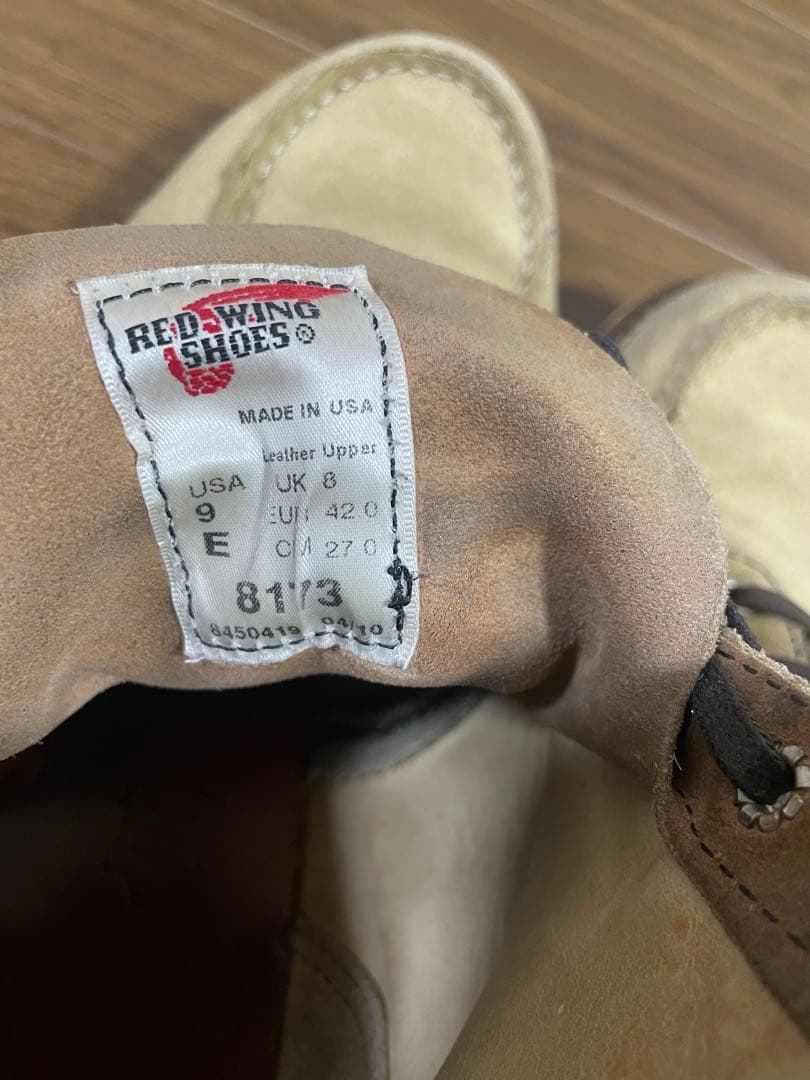 RED WING
SHOES®
MADE IN USA
Leather Upper
USA UK 8
9 EUR 42 0
E CM 27 0
8173
8450419 04/10